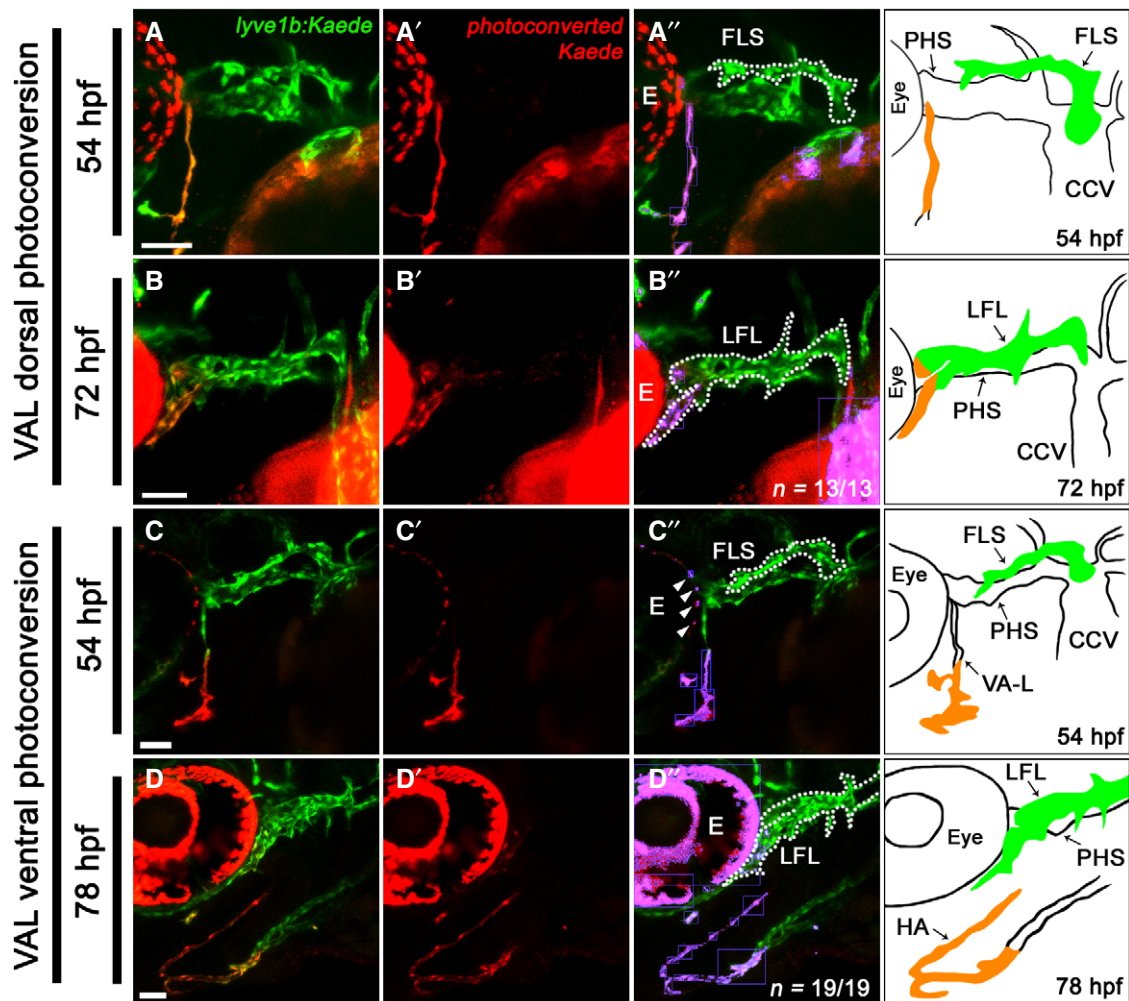 VAL dorsal photoconversion
54 hpf
A
lyve1b:Kaede
A′
photoconverted
Kaede
A″
FLS
E
PHS
FLS
Eye
CCV
54 hpf
72 hpf
B
B′
B″
LFL
E
n = 13/13
LFL
Eye
PHS
CCV
72 hpf
VAL ventral photoconversion
54 hpf
C
C′
C″
FLS
E
FLS
Eye
PHS
CCV
VA-L
54 hpf
78 hpf
D
D′
D″
E
LFL
n = 19/19
LFL
Eye
PHS
HA
78 hpf